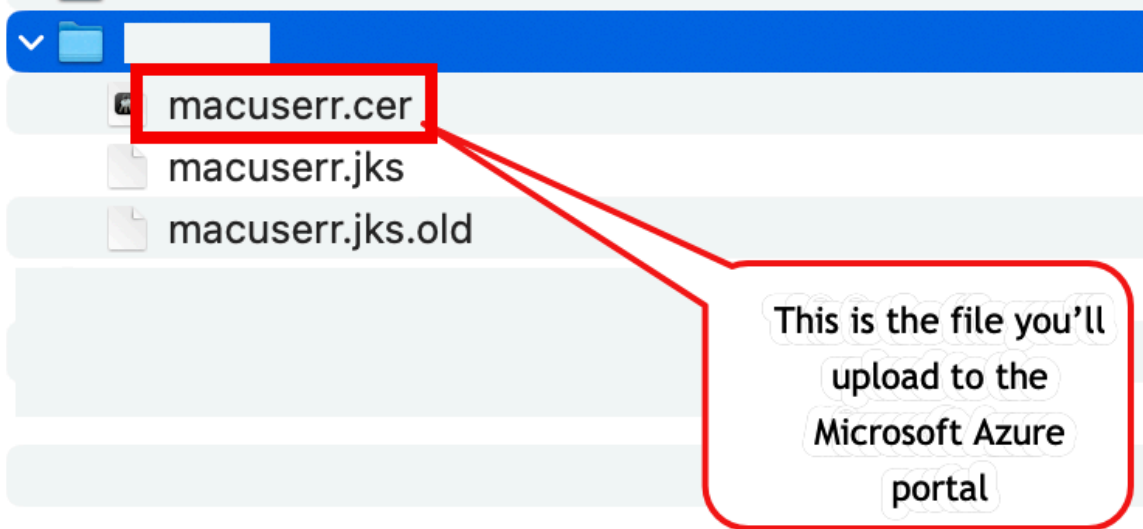 macuserr.cer
macuserr.jks
macuserr.jks.old
This is the file you’ll
upload to the
Microsoft Azure
portal